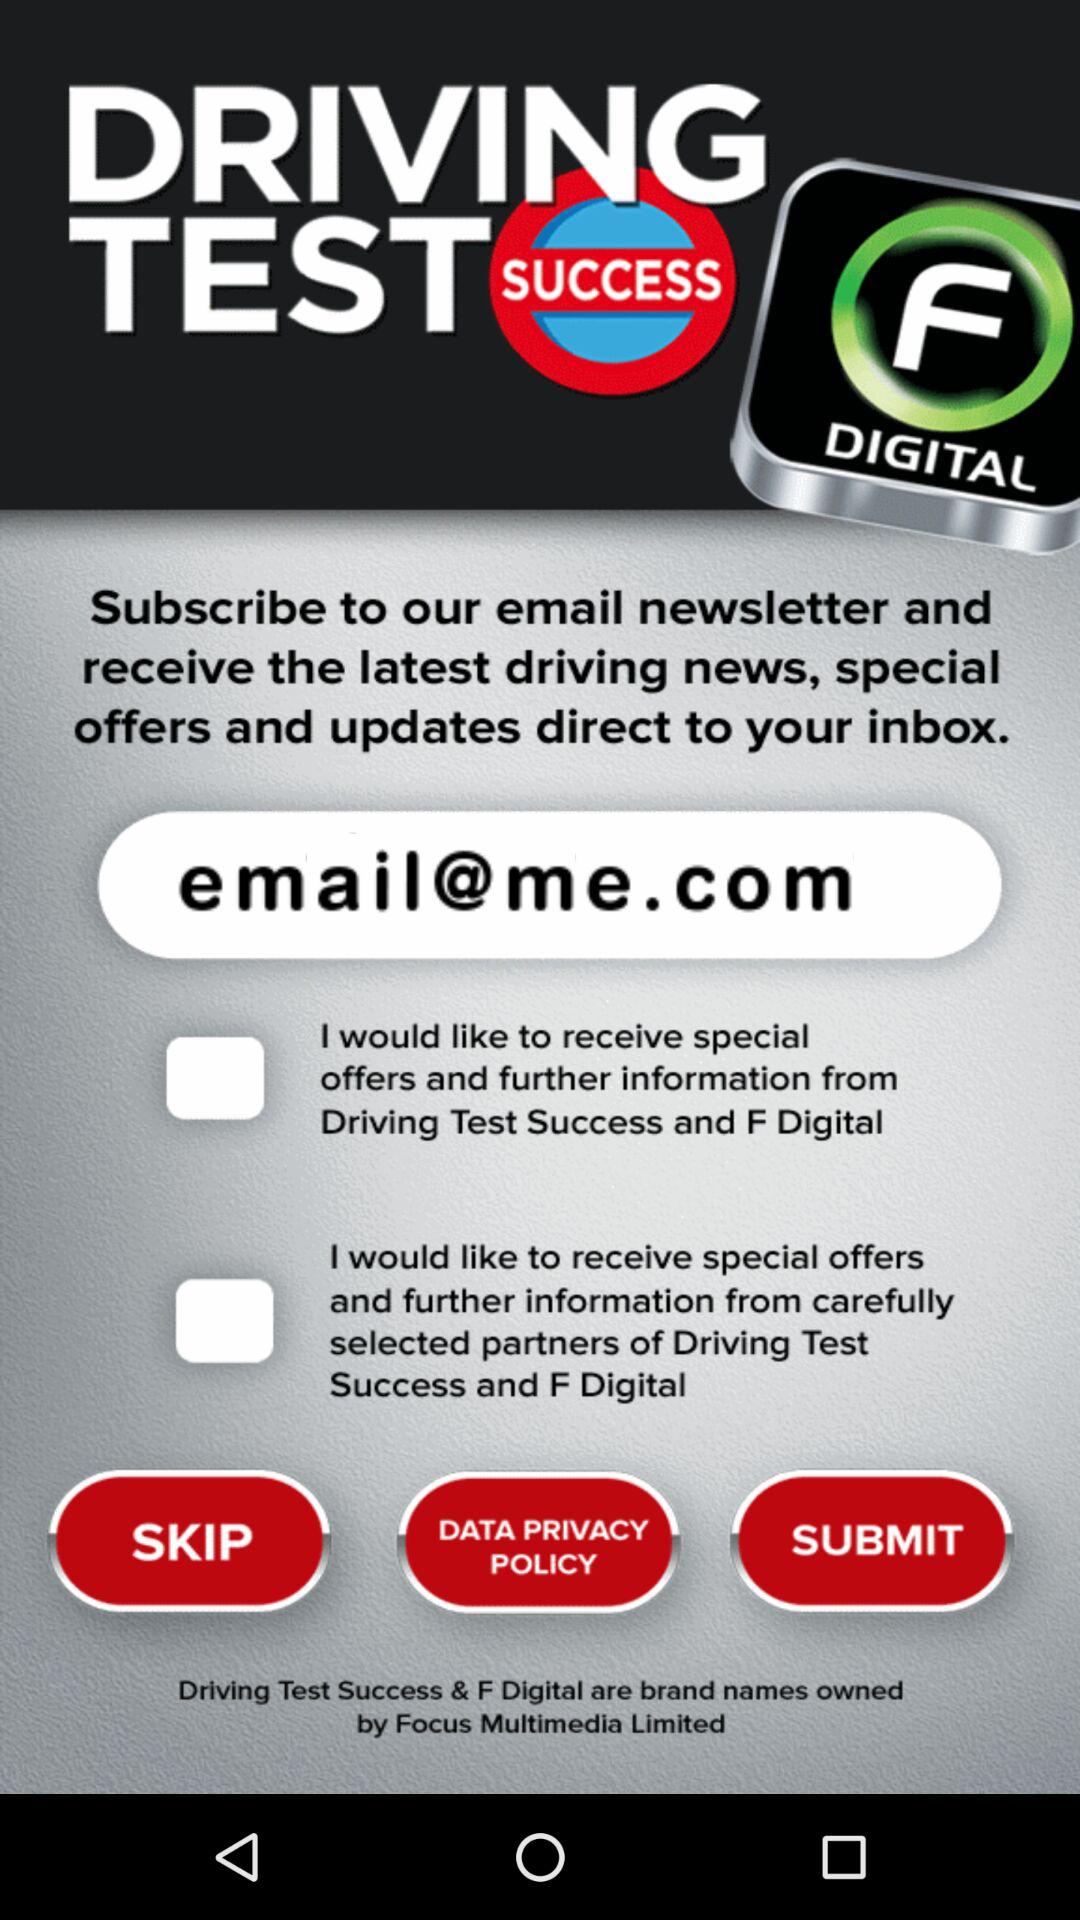 DRIVING
TEST SUCCESS
F
DIGITAL
Subscribe to our email newsletter and
receive the latest driving news, special
offers and updates direct to your inbox.
email@me.com
I would like to receive special
offers and further information from
Driving Test Success and F Digital
I would like to receive special offers
and further information from carefully
selected partners of Driving Test
Success and F Digital
SKIP
DATA PRIVACY
POLICY
SUBMIT
Driving Test Success & F Digital are brand names owned
by Focus Multimedia Limited